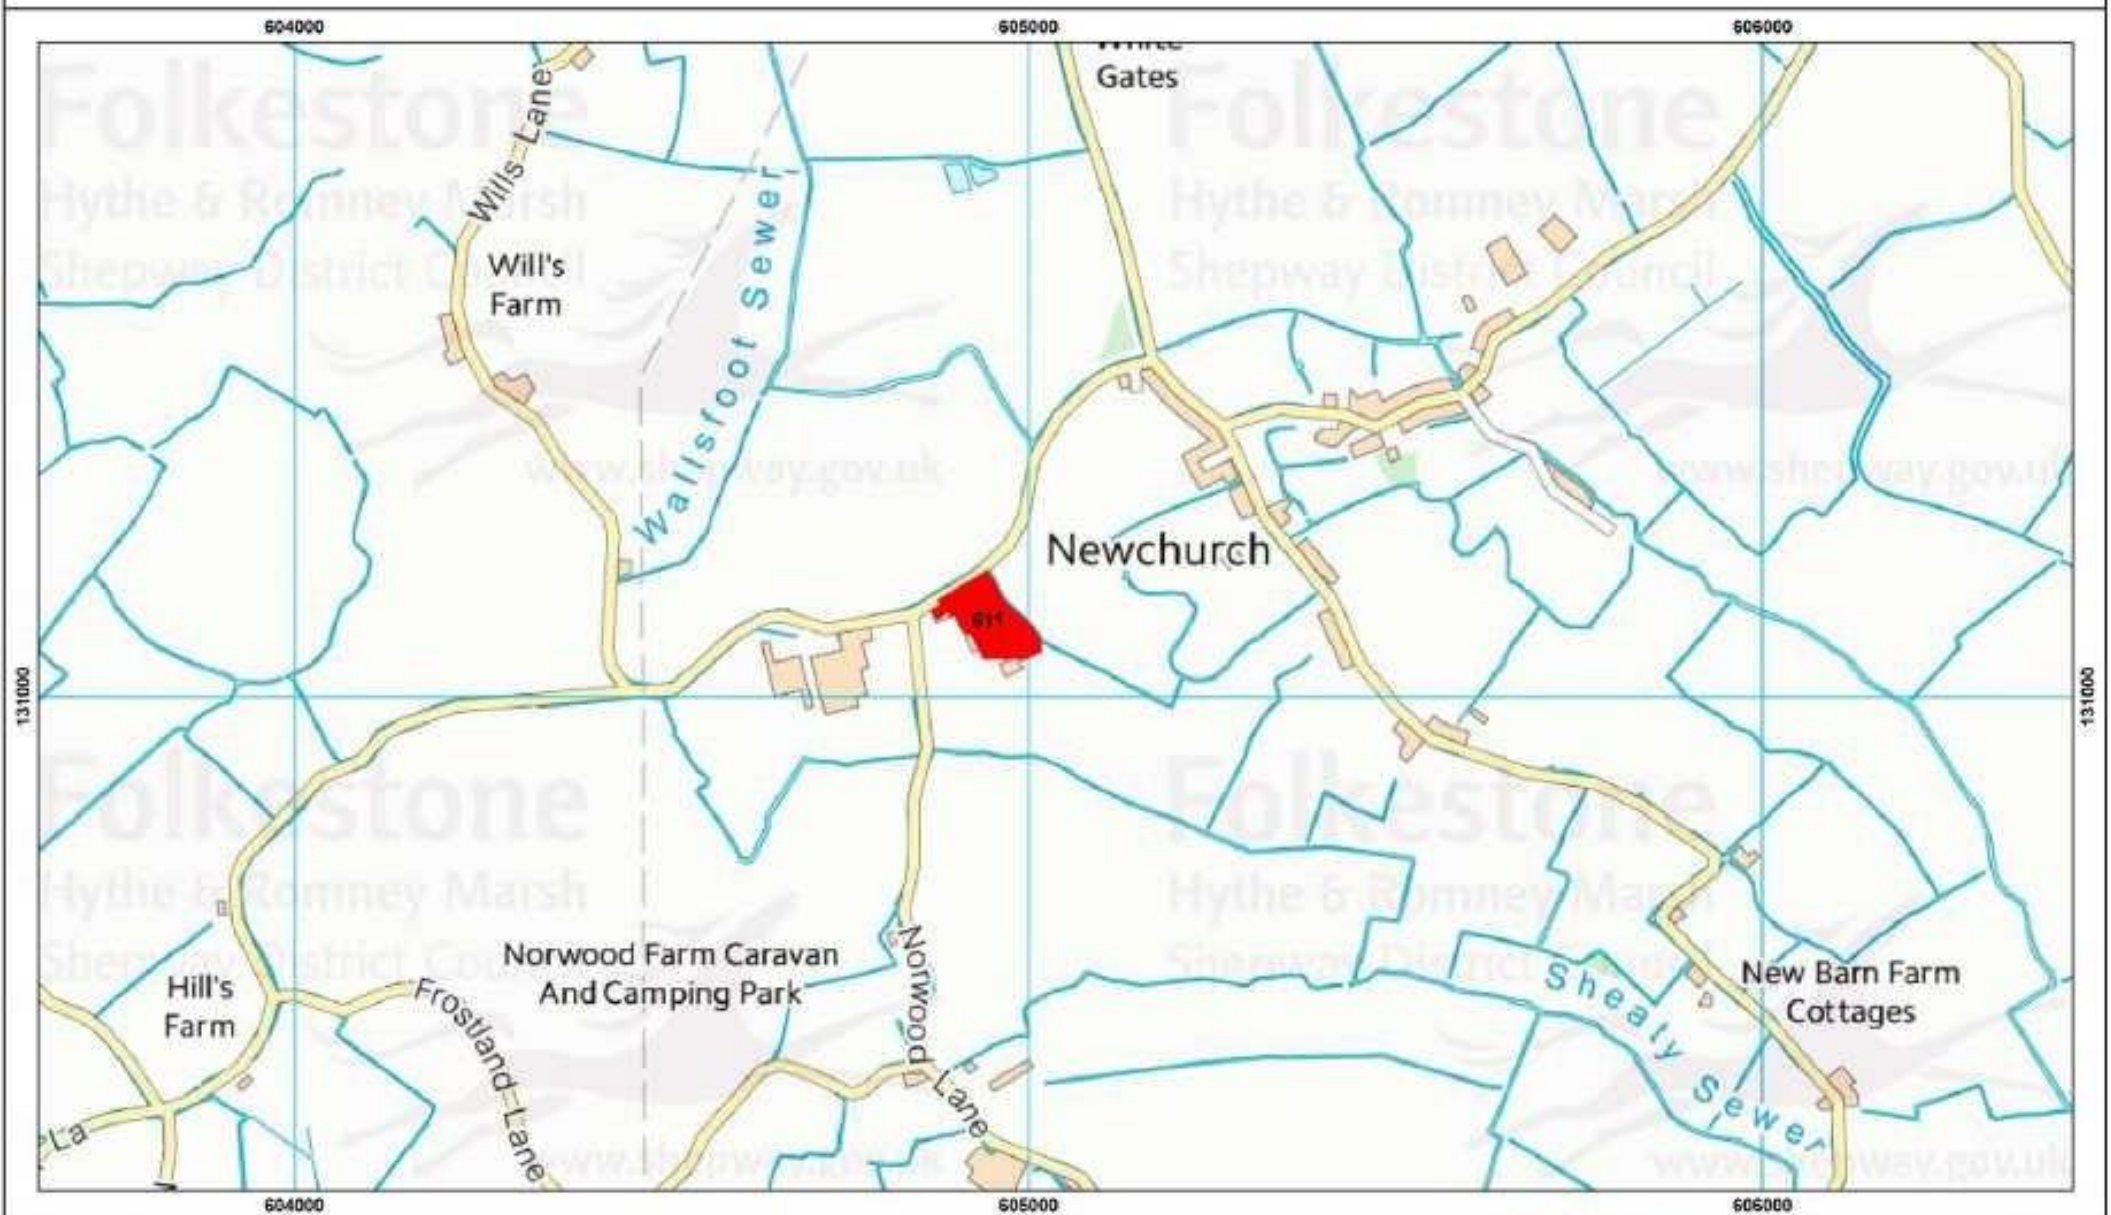 604000
605000
606000
White
Gates
Wills Lane
Folkestone
Hythe & Romney Marsh
Shepway District Council
www.shepway.gov.uk
Folkestone
Hythe & Romney Marsh
Shepway District Council
www.shepway.gov.uk
Will's
Farm
Wallsfoot Sewer
Newchurch
611
131000
131000
Folkestone
Hythe & Romney Marsh
Shepway District Council
www.shepway.gov.uk
Folkestone
Hythe & Romney Marsh
Shepway District Council
www.shepway.gov.uk
Norwood Farm Caravan
And Camping Park
Norwood Lane
Hill's
Farm
Frostland Lane
Sheaty Sewer
New Barn Farm
Cottages
La
604000
605000
606000